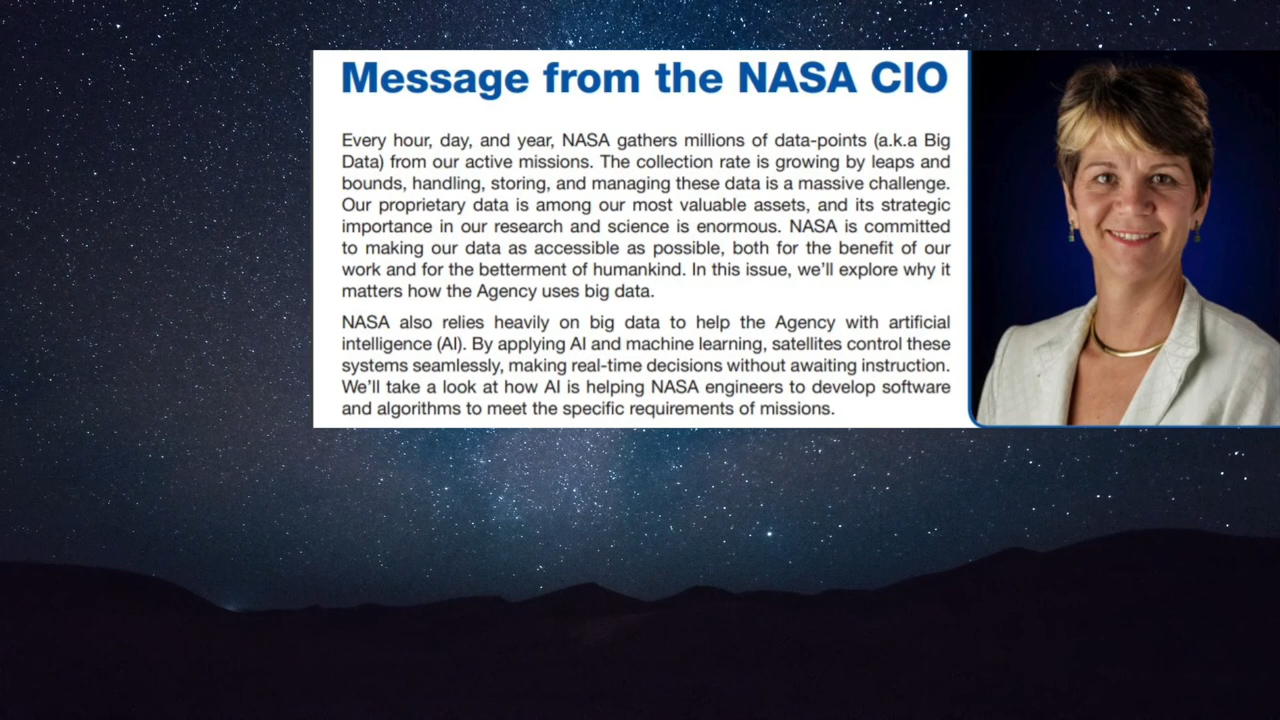 Message from the NASA CIO
Every hour, day, and year, NASA gathers millions of data-points (a.k.a Big
Data) from our active missions. The collection rate is growing by leaps and
bounds, handling, storing, and managing these data is a massive challenge.
Our proprietary data is among our most valuable assets, and its strategic
importance in our research and science is enormous. NASA is committed
to making our data as accessible as possible, both for the benefit of our
work and for the betterment of humankind. In this issue, we'll explore why it
matters how the Agency uses big data.
NASA also relies heavily on big data to help the Agency with artificial
intelligence (AI). By applying AI and machine learning, satellites control these
systems seamlessly, making real-time decisions without awaiting instruction.
We'll take a look at how AI is helping NASA engineers to develop software
and algorithms to meet the specific requirements of missions.